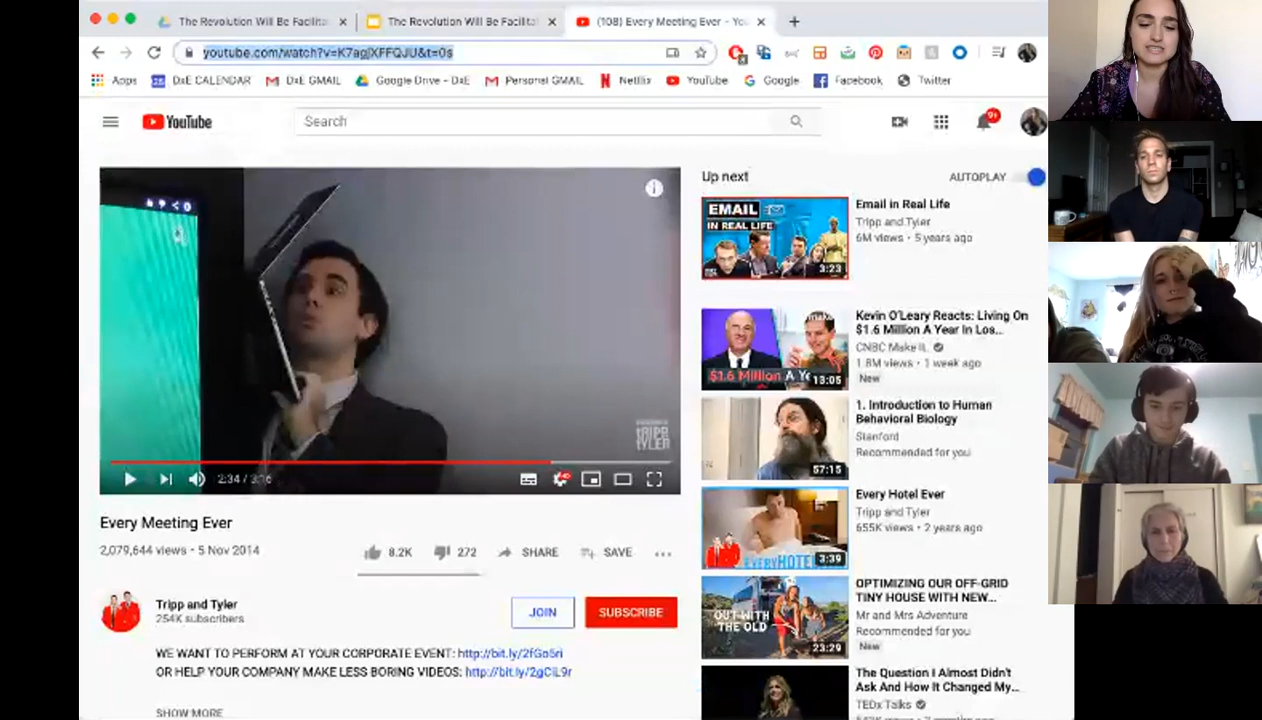 The Revolution Will Be Facilita
The Revolution Will Be Facilitat
(108) Every Meeting Ever - You
youtube.com/watch?v=K7agjXFFQJU&t=0s
Apps
DxE CALENDAR
DxE GMAIL
Google Drive - DxE
Personal GMAIL
Netflix
YouTube
Google
Facebook
Twitter
YouTube
Search
9+
TRIPP
TYLER
2:34 / 3:16
Every Meeting Ever
2,079,644 views • 5 Nov 2014
8.2K
272
SHARE
SAVE
Tripp and Tyler
254K subscribers
JOIN
SUBSCRIBE
WE WANT TO PERFORM AT YOUR CORPORATE EVENT: http://bit.ly/2fGo5ri
OR HELP YOUR COMPANY MAKE LESS BORING VIDEOS: http://bit.ly/2gCiL9r
SHOW MORE
Up next
AUTOPLAY
EMAIL
IN REAL LIFE
3:23
Email in Real Life
Tripp and Tyler
6M views • 5 years ago
$1.6 Million A Ye
13:05
Kevin O'Leary Reacts: Living On
$1.6 Million A Year In Los...
CNBC Make It.
1.8M views • 1 week ago
New
57:15
1. Introduction to Human
Behavioral Biology
Stanford
Recommended for you
#EVERYHOTEL
3:39
Every Hotel Ever
Tripp and Tyler
655K views • 2 years ago
OUT WITH
THE OLD
23:29
OPTIMIZING OUR OFF-GRID
TINY HOUSE WITH NEW...
Mr and Mrs Adventure
Recommended for you
New
The Question I Almost Didn't
Ask And How It Changed My...
TEDx Talks